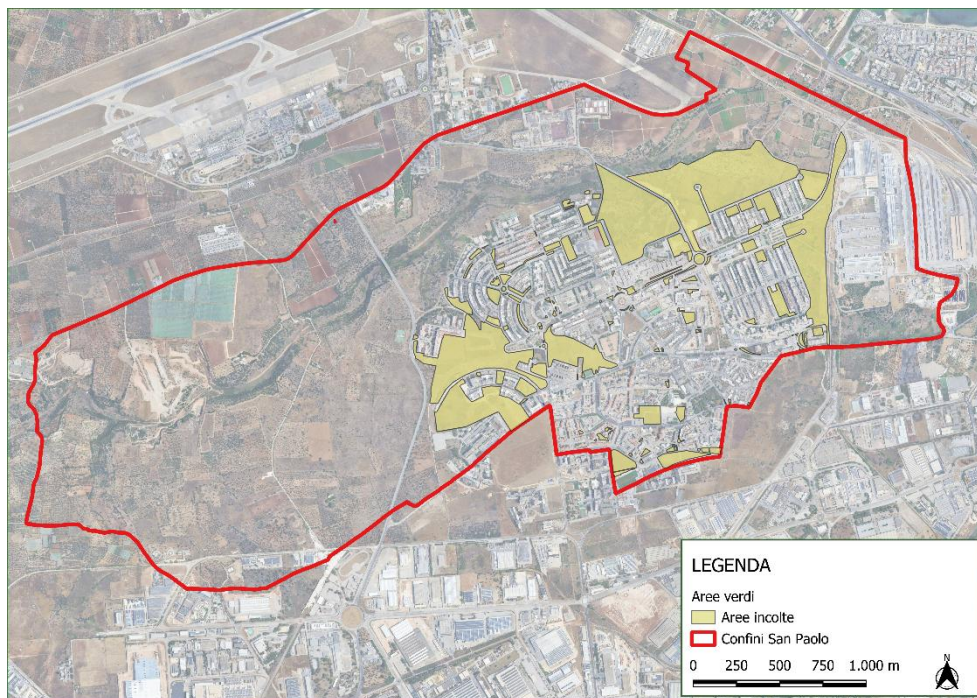 LEGENDA
Aree verdi
Aree incolte
Confini San Paolo
0 250 500 750 1.000 m
N